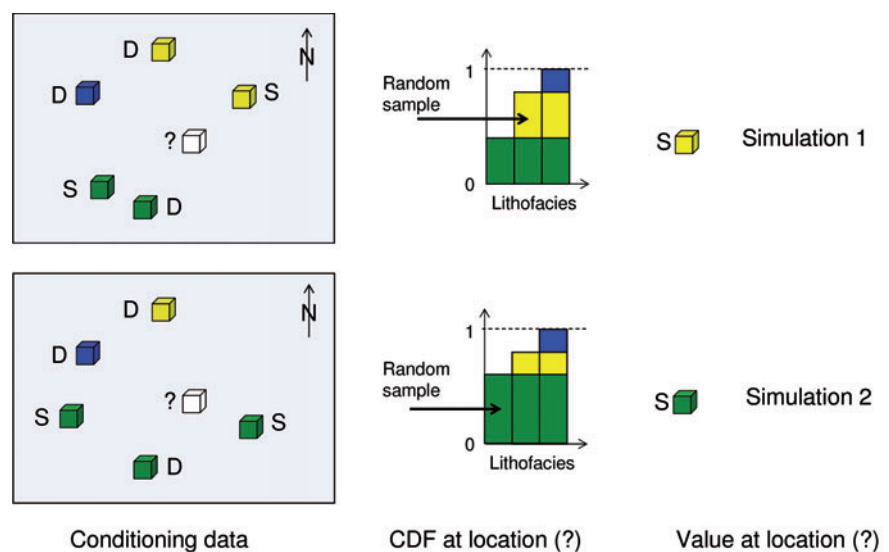 D
N
D
S
?
S
D
1
Random
sample
0
Lithofacies
S
Simulation 1
D
N
D
?
S
S
D
1
Random
sample
0
Lithofacies
S
Simulation 2
Conditioning data
CDF at location (?)
Value at location (?)